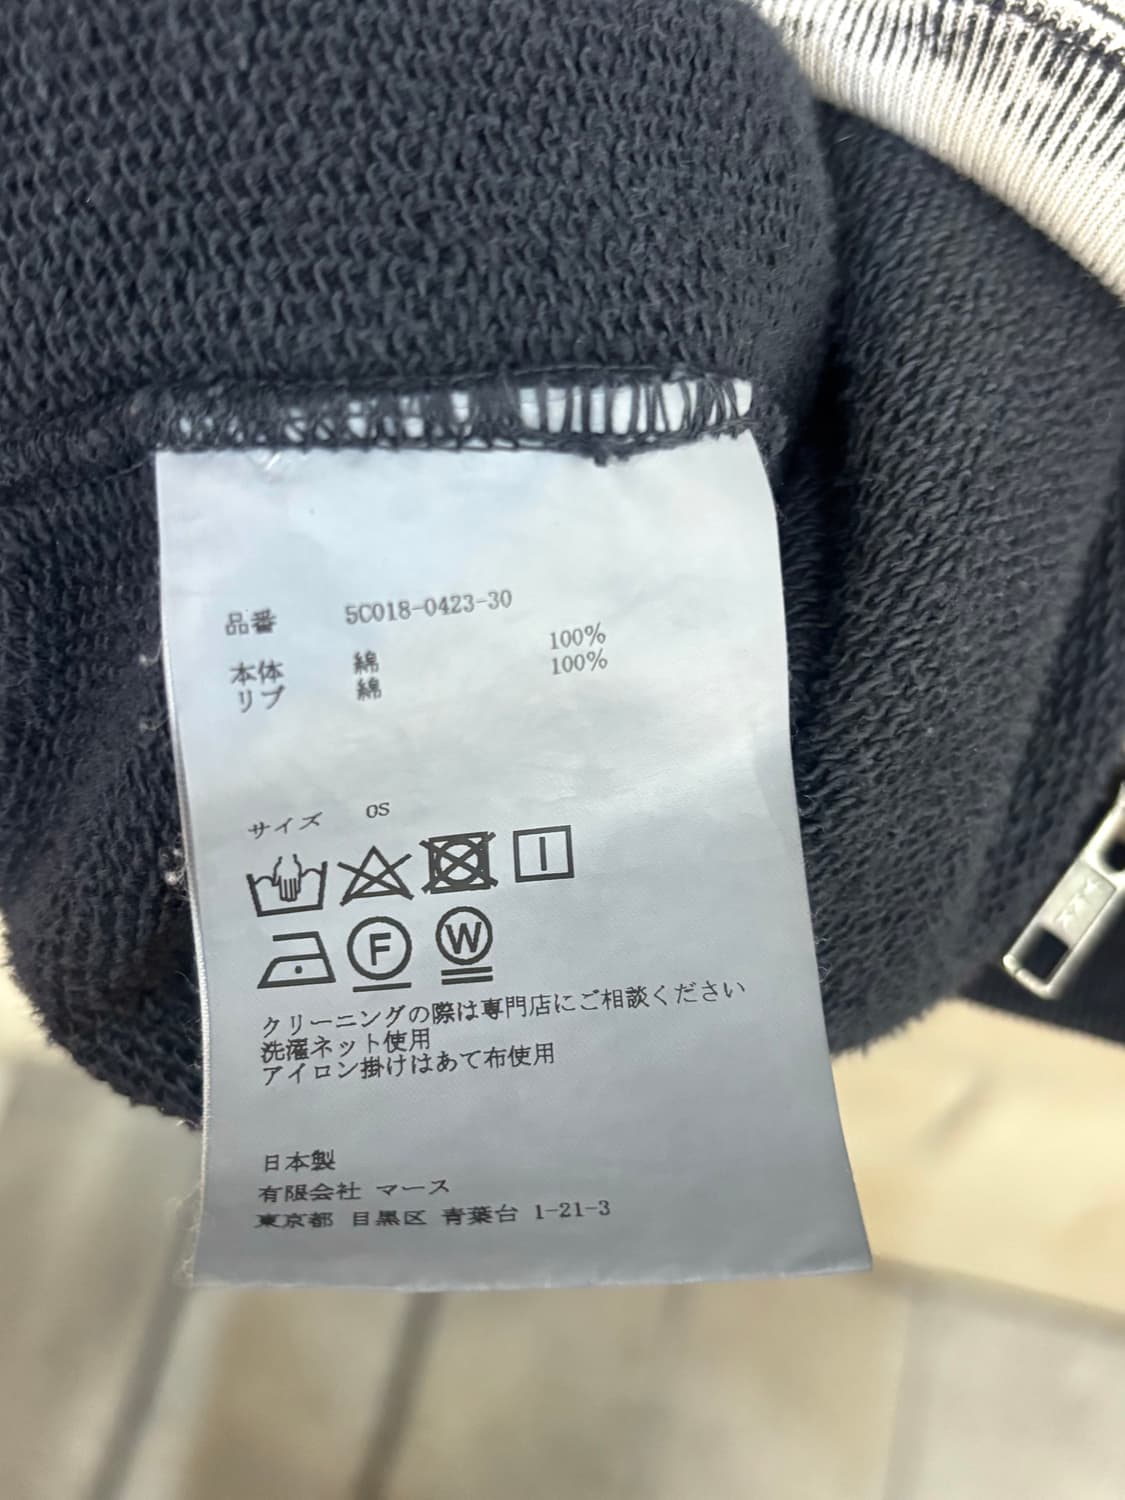 品番 5C018-0423-30
本体 綿 100%
リブ 綿 100%
サイズ OS
F W
クリーニングの際は専門店にご相談ください
洗濯ネット使用
アイロン掛けはあて布使用
日本製
有限会社 マース
東京都 目黒区 青葉台 1-21-3